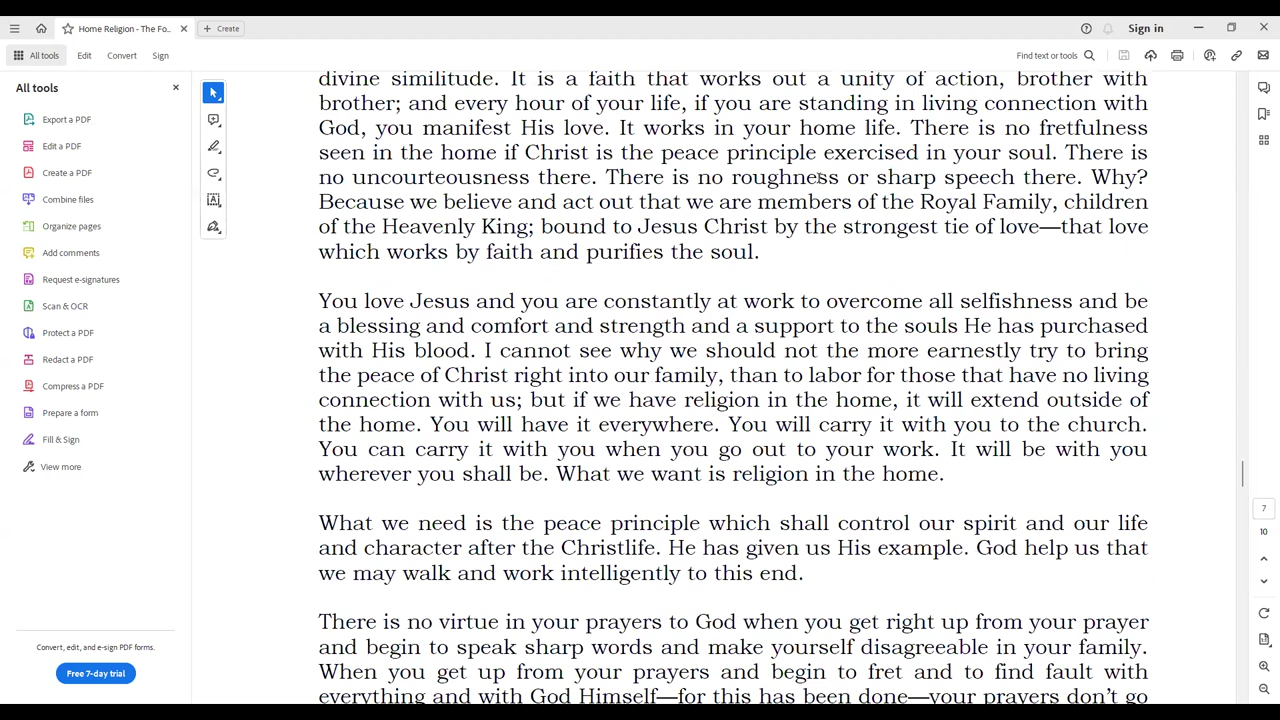 Home Religion - The Fo...
Create
Sign in
All tools
Edit
Convert
Sign
Find text or tools
All tools
Export a PDF
Edit a PDF
Create a PDF
Combine files
Organize pages
Add comments
Request e-signatures
Scan & OCR
Protect a PDF
Redact a PDF
Compress a PDF
Prepare a form
Fill & Sign
View more
Convert, edit, and e-sign PDF forms.
Free 7-day trial
divine similitude. It is a faith that works out a unity of action, brother with
brother; and every hour of your life, if you are standing in living connection with
God, you manifest His love. It works in your home life. There is no fretfulness
seen in the home if Christ is the peace principle exercised in your soul. There is
no uncourteousness there. There is no roughness or sharp speech there. Why?
Because we believe and act out that we are members of the Royal Family, children
of the Heavenly King; bound to Jesus Christ by the strongest tie of love—that love
which works by faith and purifies the soul.
You love Jesus and you are constantly at work to overcome all selfishness and be
a blessing and comfort and strength and a support to the souls He has purchased
with His blood. I cannot see why we should not the more earnestly try to bring
the peace of Christ right into our family, than to labor for those that have no living
connection with us; but if we have religion in the home, it will extend outside of
the home. You will have it everywhere. You will carry it with you to the church.
You can carry it with you when you go out to your work. It will be with you
wherever you shall be. What we want is religion in the home.
What we need is the peace principle which shall control our spirit and our life
and character after the Christlife. He has given us His example. God help us that
we may walk and work intelligently to this end.
There is no virtue in your prayers to God when you get right up from your prayer
and begin to speak sharp words and make yourself disagreeable in your family.
When you get up from your prayers and begin to fret and to find fault with
everything and with God Himself—for this has been done—your prayers don't go
7
10